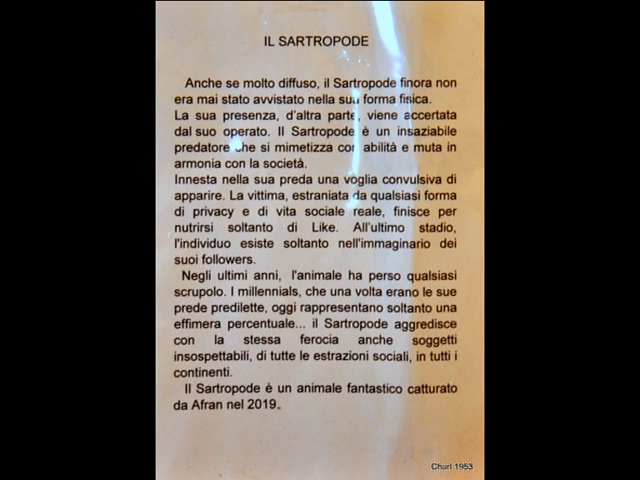 IL SARTROPODE
Anche se molto diffuso, il Sartropode finora non
era mai stato avvistato nella sua forma fisica.
La sua presenza, d'altra parte, viene accertata
dal suo operato. Il Sartropode è un insaziabile
predatore che si mimetizza con abilità e muta in
armonia con la società.
Innesta nella sua preda una voglia convulsiva di
apparire. La vittima, estraniata da qualsiasi forma
di privacy e di vita sociale reale, finisce per
nutrirsi soltanto di Like. All'ultimo stadio,
l'individuo esiste soltanto nell'immaginario dei
suoi followers.
Negli ultimi anni, l'animale ha perso qualsiasi
scrupolo. I millennials, che una volta erano le sue
prede predilette, oggi rappresentano soltanto una
effimera percentuale... il Sartropode aggredisce
con la stessa ferocia anche soggetti
insospettabili, di tutte le estrazioni sociali, in tutti i
continenti.
Il Sartropode è un animale fantastico catturato
da Afran nel 2019.
Charl 1953